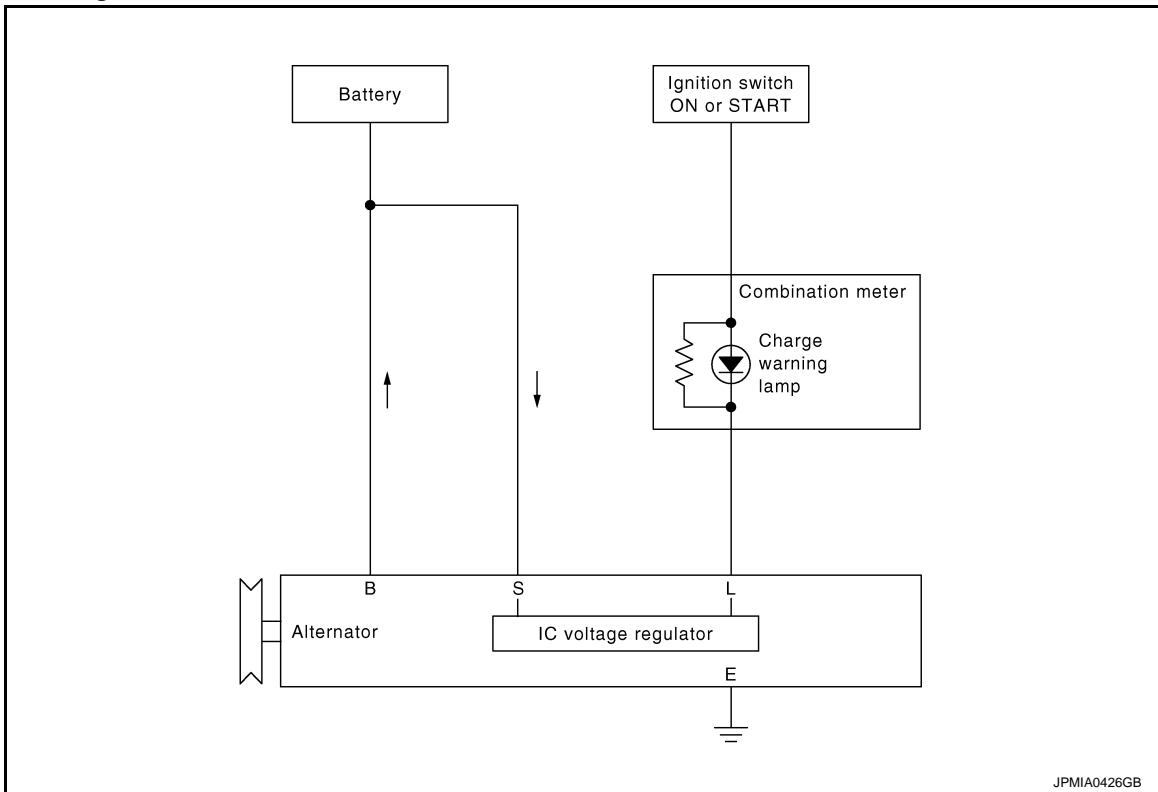 Battery
Ignition switch
ON or START
Combination meter
Charge
warning
lamp
B
S
L
Alternator
IC voltage regulator
E
JPMIA0426GB